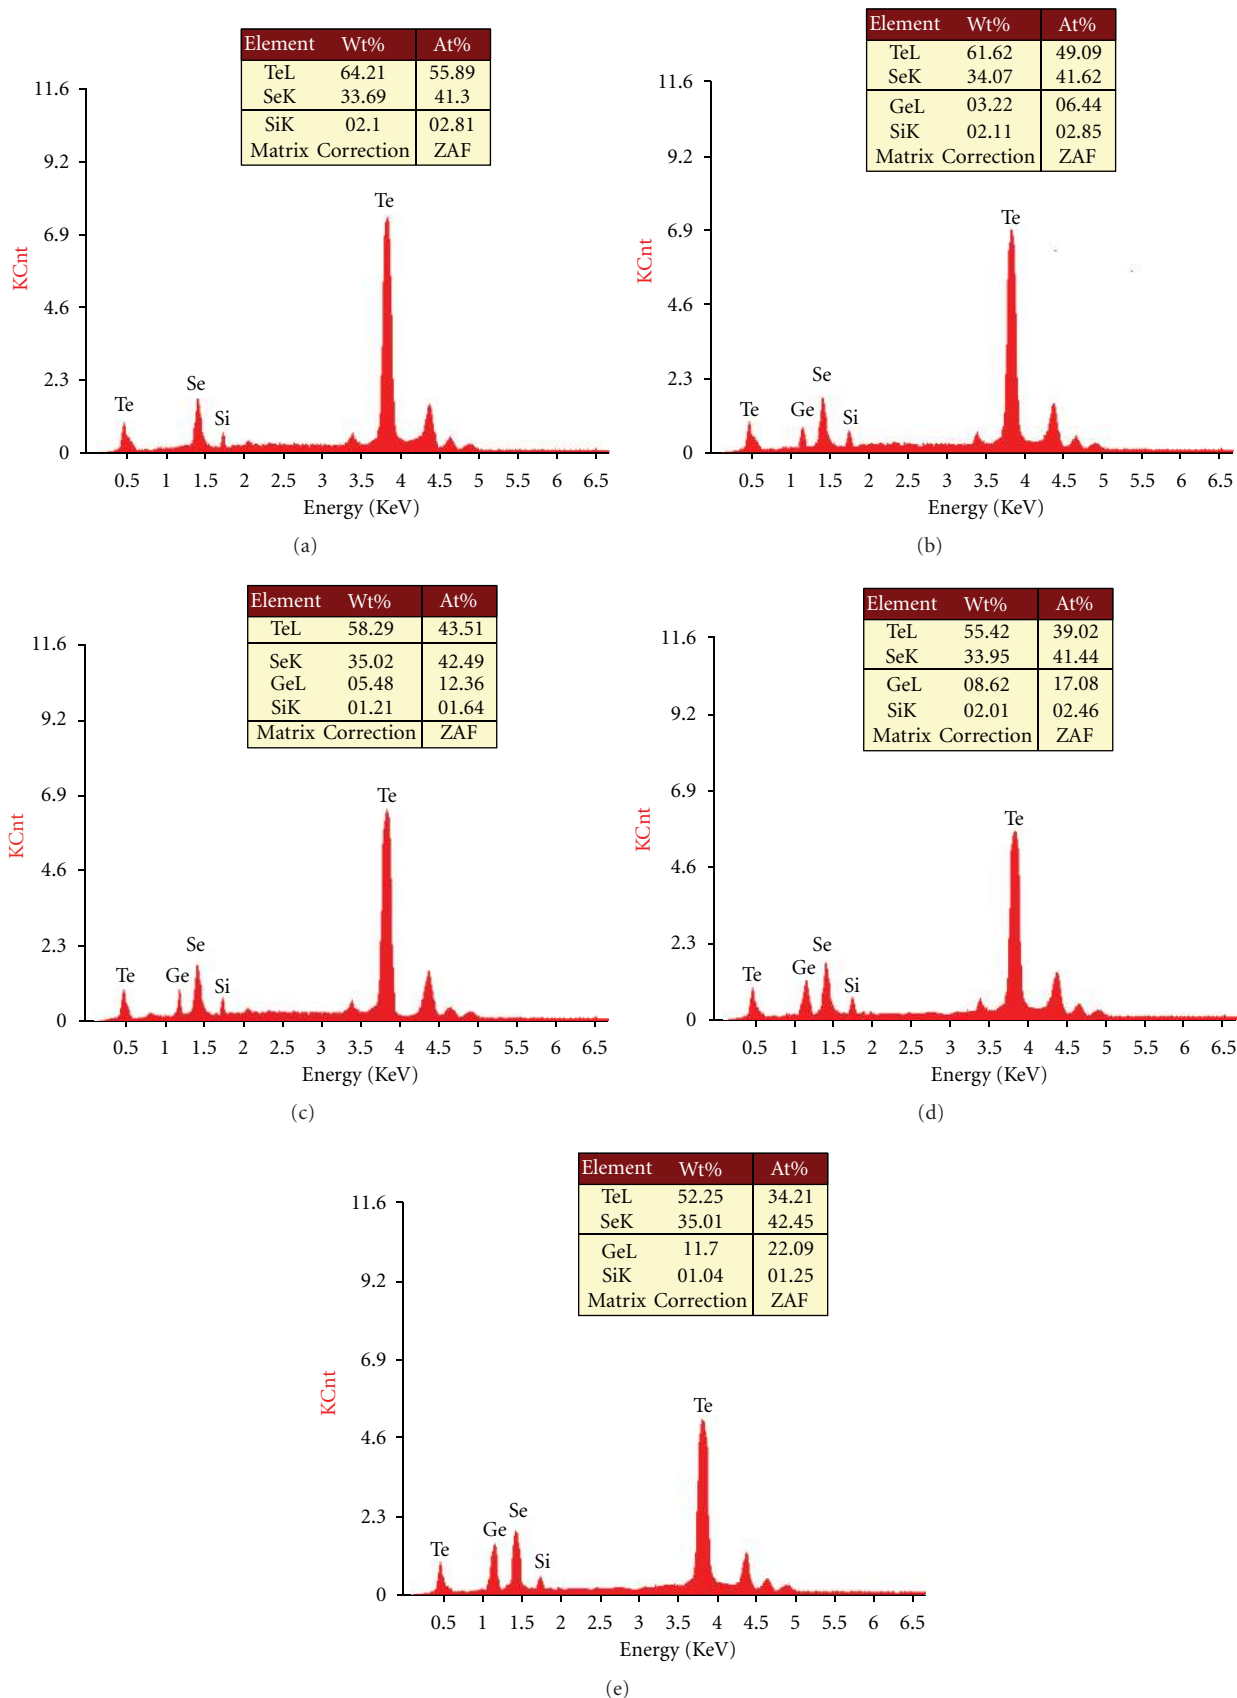 Element Wt% At%
TeL 64.21 55.89
SeK 33.69 41.3
SiK 02.1 02.81
Matrix Correction ZAF
11.6
9.2
6.9
4.6
2.3
0
KCnt
Te
Se
Si
Te
0.5 1 1.5 2 2.5 3 3.5 4 4.5 5 5.5 6 6.5
Energy (KeV)
(a)
Element Wt% At%
TeL 61.62 49.09
SeK 34.07 41.62
GeL 03.22 06.44
SiK 02.11 02.85
Matrix Correction ZAF
11.6
9.2
6.9
4.6
2.3
0
KCnt
Te
Ge
Se
Si
Te
0.5 1 1.5 2 2.5 3 3.5 4 4.5 5 5.5 6 6.5
Energy (KeV)
(b)
Element Wt% At%
TeL 58.29 43.51
SeK 35.02 42.49
GeL 05.48 12.36
SiK 01.21 01.64
Matrix Correction ZAF
11.6
9.2
6.9
4.6
2.3
0
KCnt
Te
Ge
Se
Si
Te
0.5 1 1.5 2 2.5 3 3.5 4 4.5 5 5.5 6 6.5
Energy (KeV)
(c)
Element Wt% At%
TeL 55.42 39.02
SeK 33.95 41.44
GeL 08.62 17.08
SiK 02.01 02.46
Matrix Correction ZAF
11.6
9.2
6.9
4.6
2.3
0
KCnt
Te
Ge
Se
Si
Te
0.5 1 1.5 2 2.5 3 3.5 4 4.5 5 5.5 6 6.5
Energy (KeV)
(d)
Element Wt% At%
TeL 52.25 34.21
SeK 35.01 42.45
GeL 11.7 22.09
SiK 01.04 01.25
Matrix Correction ZAF
11.6
9.2
6.9
4.6
2.3
0
KCnt
Te
Ge
Se
Si
Te
0.5 1 1.5 2 2.5 3 3.5 4 4.5 5 5.5 6 6.5
Energy (KeV)
(e)